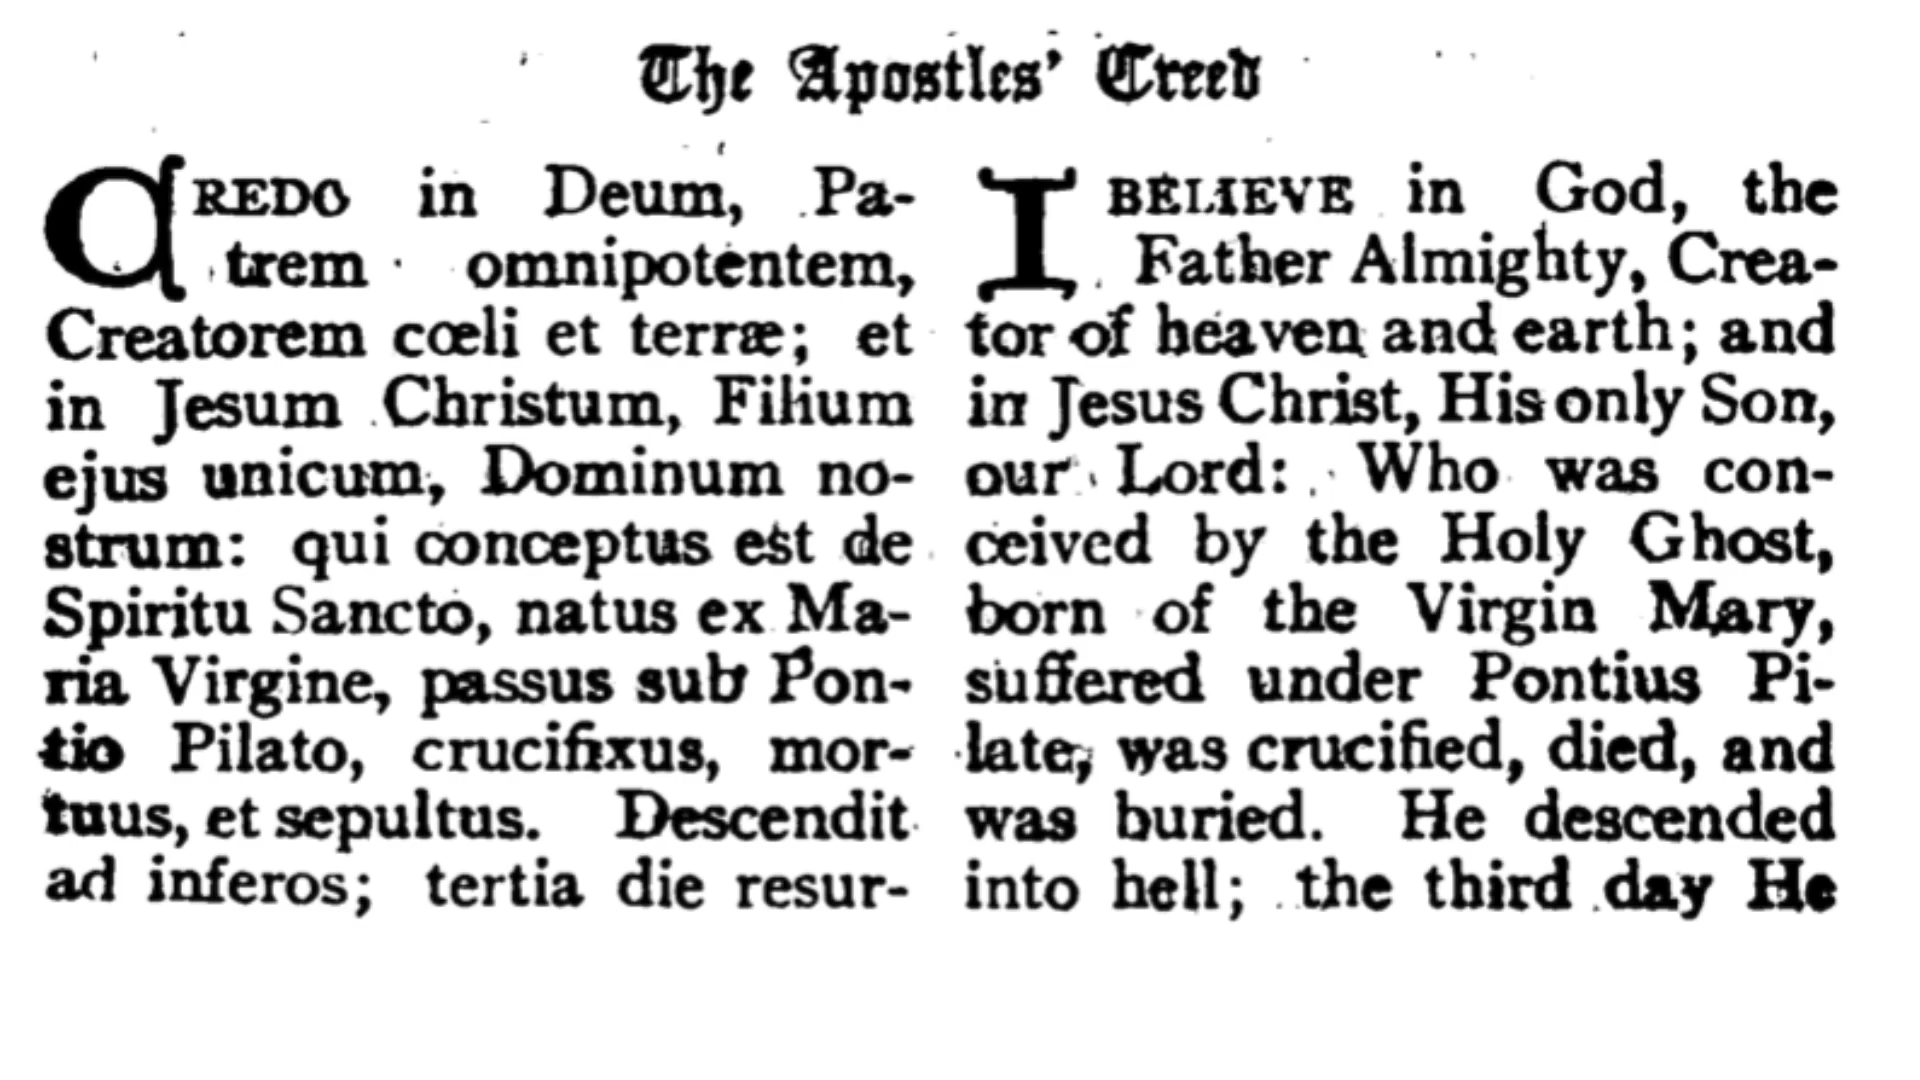 The Apostles' Creed
CREDO in Deum, Pa-
trem omnipotentem,
Creatorem cœli et terræ; et
in Jesum Christum, Filium
ejus unicum, Dominum no-
strum: qui conceptus est de
Spiritu Sancto, natus ex Ma-
ria Virgine, passus sub Pon-
tio Pilato, crucifixus, mor-
tuus, et sepultus. Descendit
ad inferos; tertia die resur-
I BELIEVE in God, the
Father Almighty, Crea-
tor of heaven and earth; and
in Jesus Christ, His only Son,
our Lord: Who was con-
ceived by the Holy Ghost,
born of the Virgin Mary,
suffered under Pontius Pi-
late, was crucified, died, and
was buried. He descended
into hell; the third day He